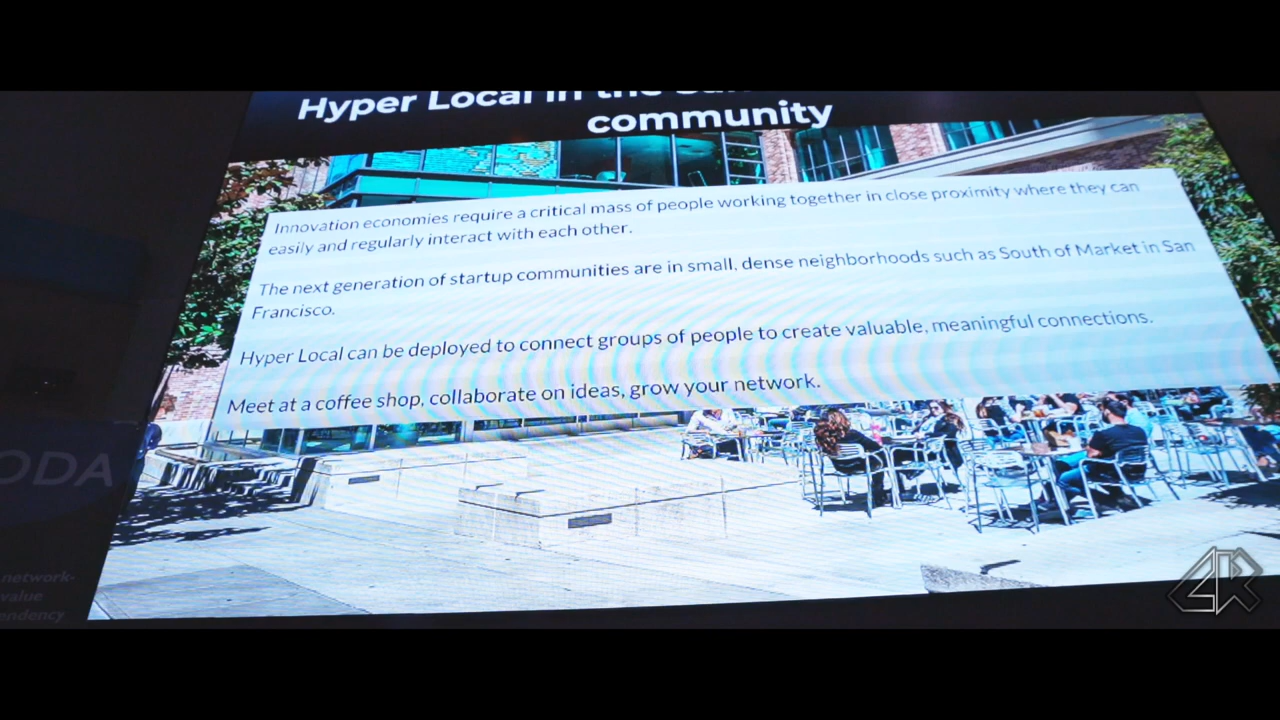 Hyper Local in the
community
Innovation economies require a critical mass of people working together in close proximity where they can
easily and regularly interact with each other.
The next generation of startup communities are in small, dense neighborhoods such as South of Market in San
Francisco.
Hyper Local can be deployed to connect groups of people to create valuable, meaningful connections.
Meet at a coffee shop, collaborate on ideas, grow your network.
ODA
network-
value
endency